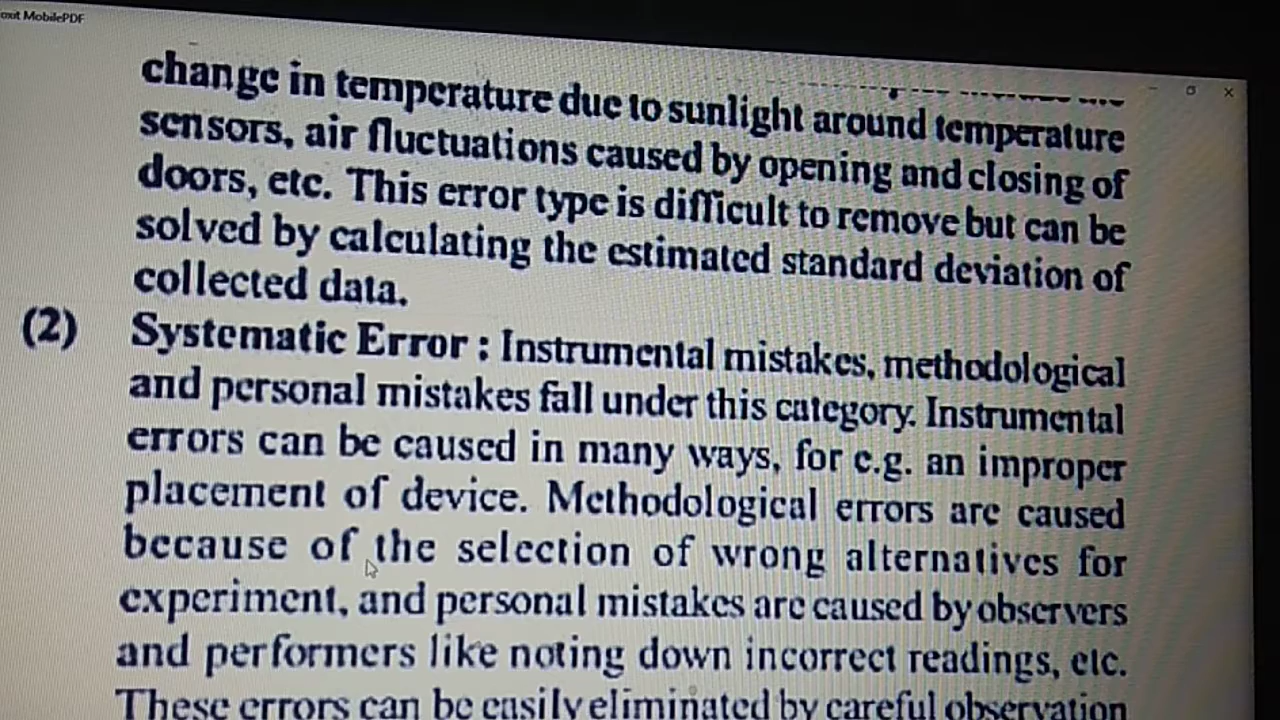 out MobilePDF
change in temperature due to sunlight around temperature
sensors, air fluctuations caused by opening and closing of
doors, etc. This error type is difficult to remove but can be
solved by calculating the estimated standard deviation of
collected data.
(2) Systematic Error : Instrumental mistakes, methodological
and personal mistakes fall under this category. Instrumental
errors can be caused in many ways, for e.g. an improper
placement of device. Methodological errors are caused
because of the selection of wrong alternatives for
experiment, and personal mistakes are caused by observers
and performers like noting down incorrect readings, etc.
These errors can be easily eliminated by careful observation